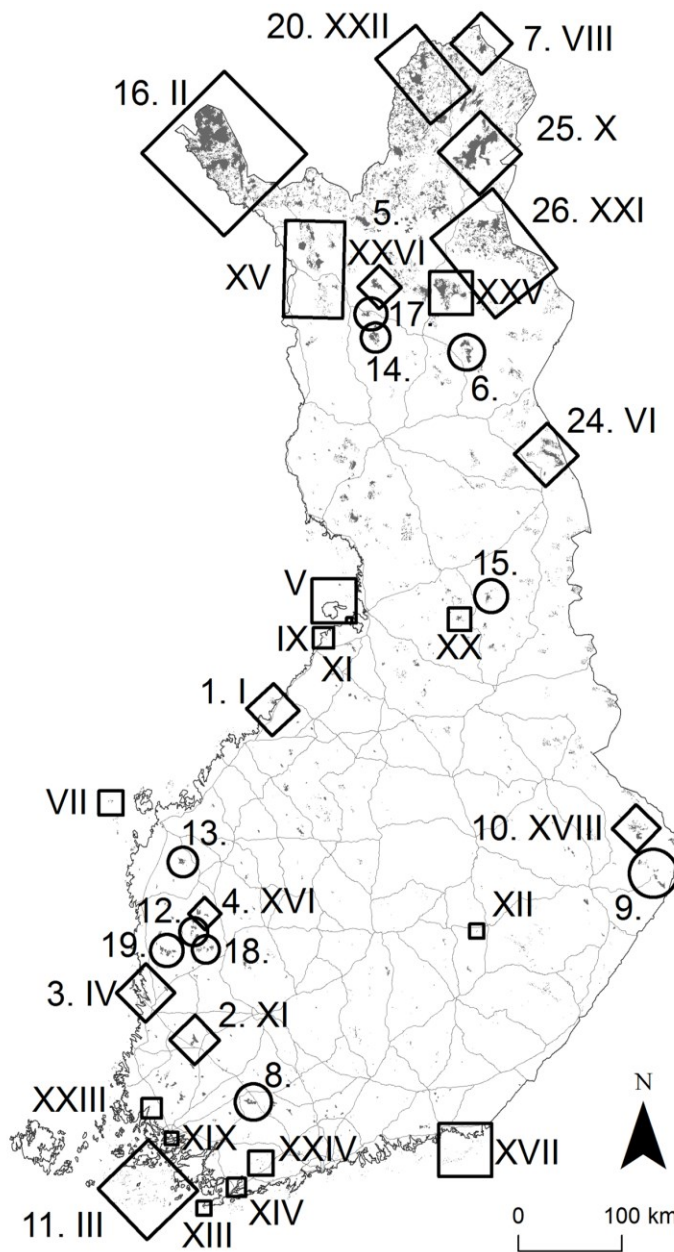 20. XXII
7. VIII
16. II
25. X
5.
XXVI
26. XXI
XV
XXV
17.
14.
6.
24. VI
V
15.
IX
XX
XI
1. I
VII
10. XVIII
13.
4. XVI
12.
XII
9.
19.
18.
3. IV
2. XI
8.
XXIII
XIX
XXIV
XVII
N
11. III
XIV
XIII
0
100 km